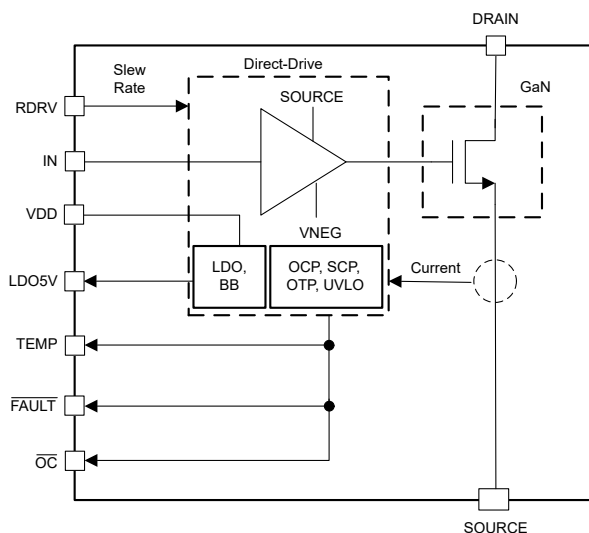 DRAIN
Slew
Rate
Direct-Drive
GaN
RDRV
SOURCE
IN
VDD
VNEG
LDO5V
LDO,
BB
OCP, SCP,
OTP, UVLO
Current
TEMP
FAULT
OC
SOURCE